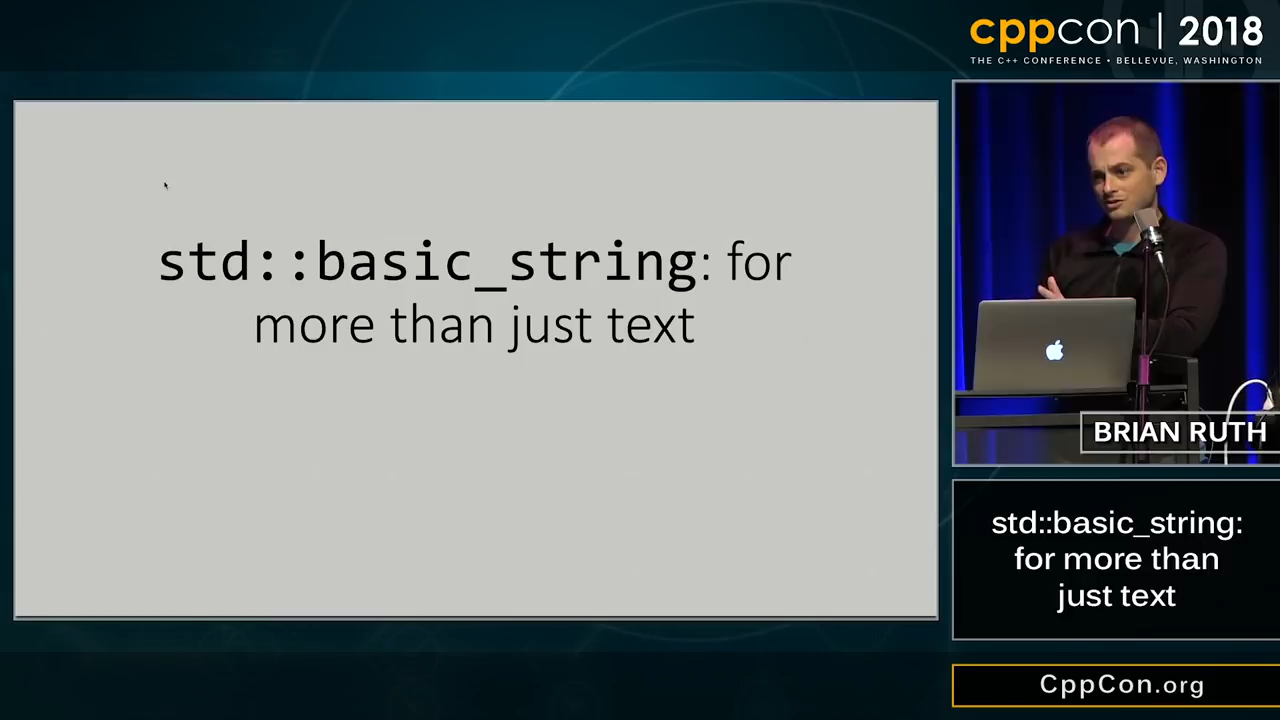 cppcon | 2018
THE C++ CONFERENCE • BELLEVUE, WASHINGTON
std::basic_string: for
more than just text
BRIAN RUTH
std::basic_string:
for more than
just text
CppCon.org